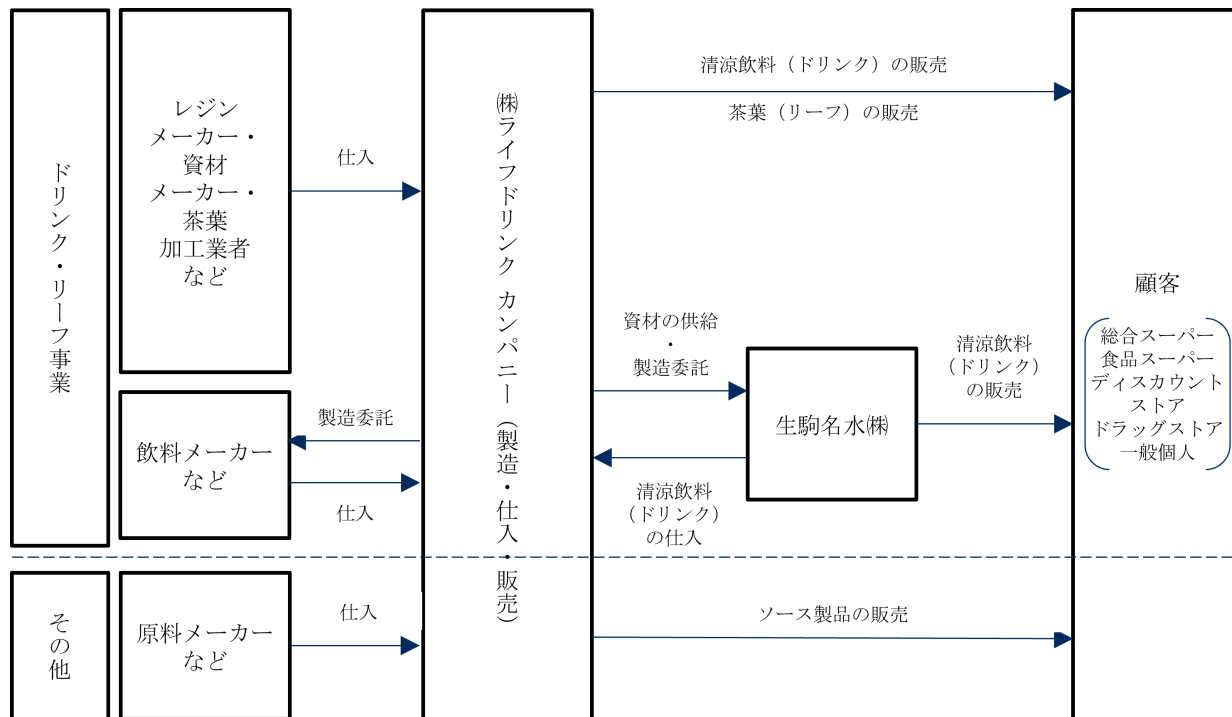 ドリンク・リーフ事業
レジン
メーカー・
資材
メーカー・
茶葉
加工業者
など
仕入
飲料メーカー
など
製造委託
仕入
㈱ライフドリンク カンパニー（製造・仕入・販売）
清涼飲料（ドリンク）の販売
茶葉（リーフ）の販売
資材の供給
・
製造委託
清涼飲料
（ドリンク）
の仕入
生駒名水㈱
清涼飲料
（ドリンク）
の販売
顧客
総合スーパー
食品スーパー
ディスカウント
ストア
ドラッグストア
一般個人
その他
原料メーカー
など
仕入
ソース製品の販売